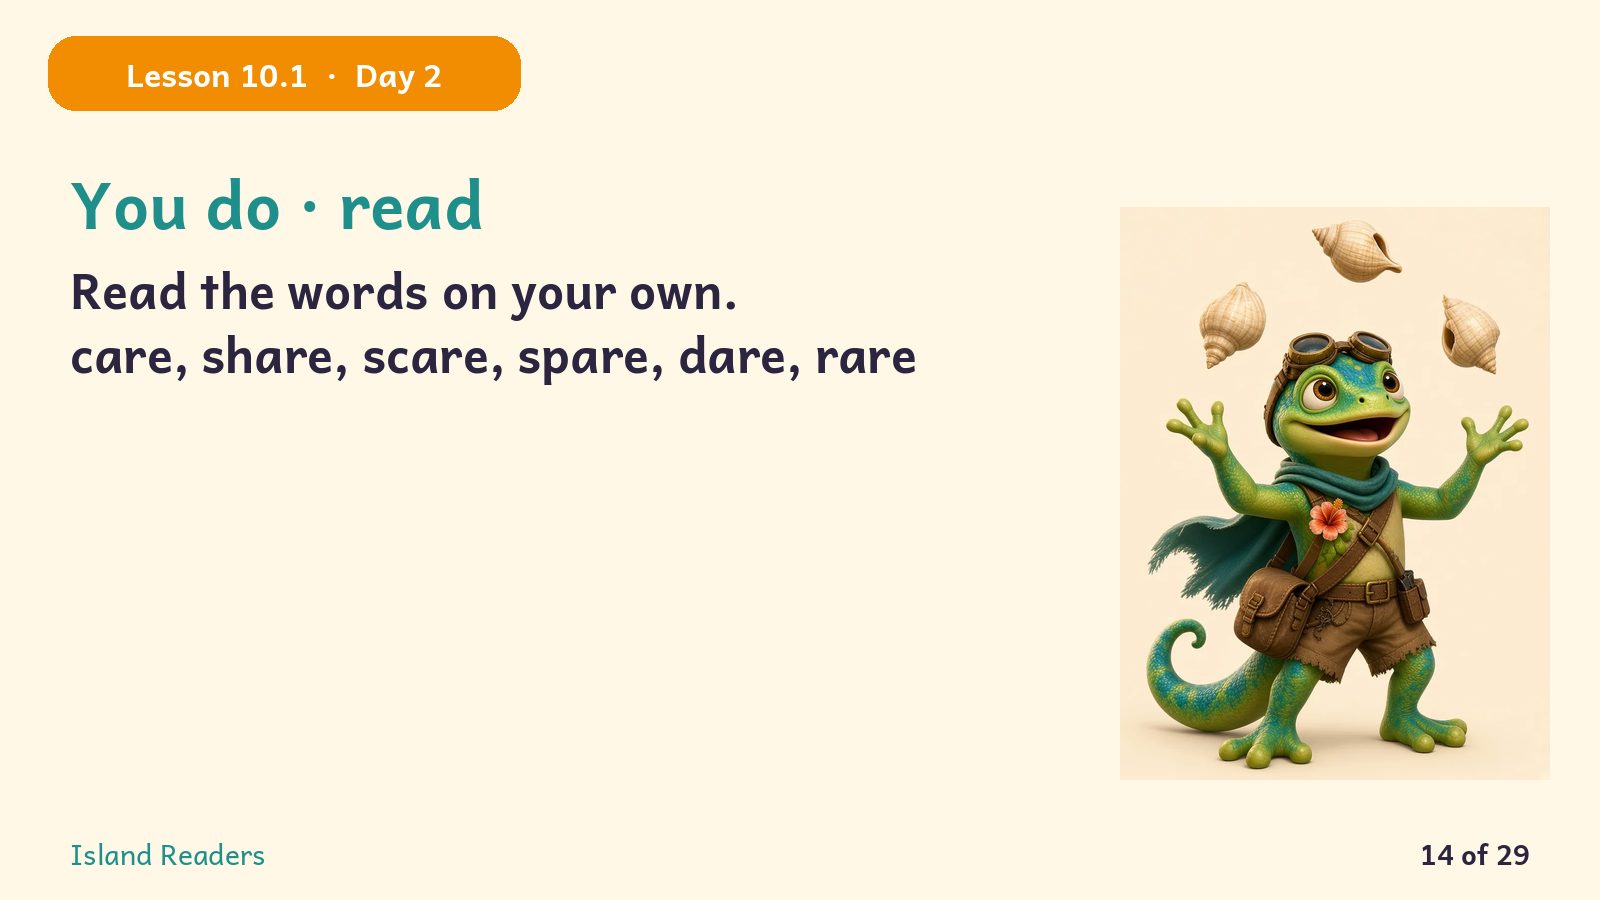 Lesson 10.1 · Day 2
You do · read
Read the words on your own.
care, share, scare, spare, dare, rare
Island Readers
14 of 29